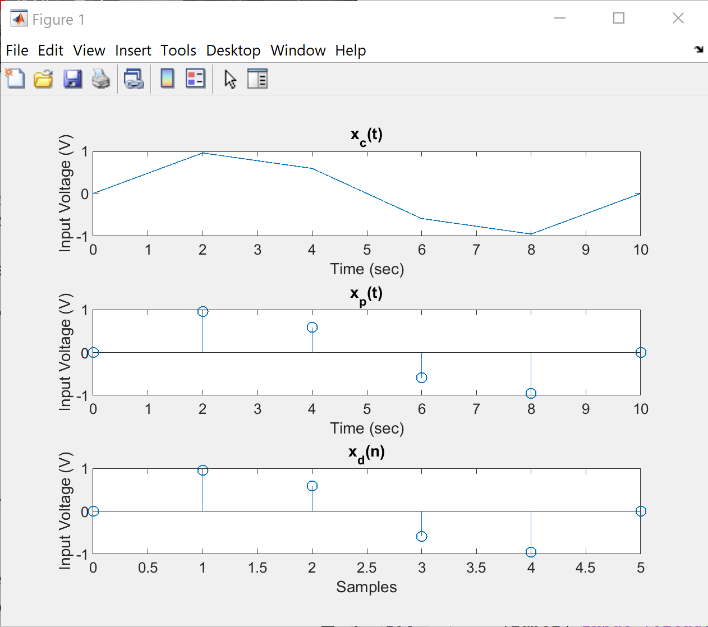 Figure 1
File Edit View Insert Tools Desktop Window Help
x_c(t)
Input Voltage (V)
1
0
-1
0 1 2 3 4 5 6 7 8 9 10
Time (sec)
x_p(t)
Input Voltage (V)
1
0
-1
0 1 2 3 4 5 6 7 8 9 10
Time (sec)
x_d(n)
Input Voltage (V)
1
0
-1
0 0.5 1 1.5 2 2.5 3 3.5 4 4.5 5
Samples